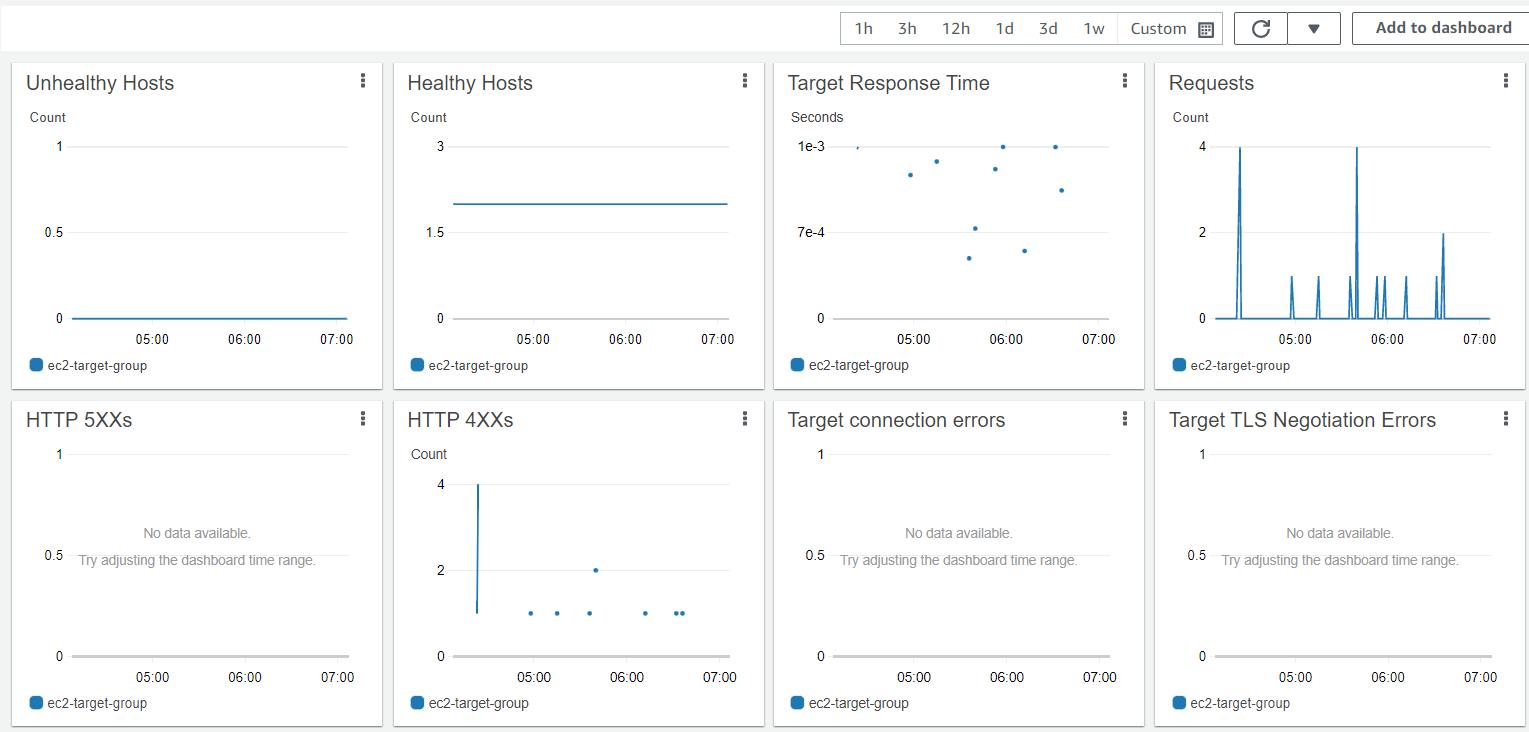 1h 3h 12h 1d 3d 1w Custom Add to dashboard
Unhealthy Hosts
Count
1
0.5
0
05:00 06:00 07:00
ec2-target-group
Healthy Hosts
Count
3
1.5
0
05:00 06:00 07:00
ec2-target-group
Target Response Time
Seconds
1e-3
7e-4
0
05:00 06:00 07:00
ec2-target-group
Requests
Count
4
2
0
05:00 06:00 07:00
ec2-target-group
HTTP 5XXs
1
No data available.
0.5
Try adjusting the dashboard time range.
0
05:00 06:00 07:00
ec2-target-group
HTTP 4XXs
Count
4
2
0
05:00 06:00 07:00
ec2-target-group
Target connection errors
1
No data available.
0.5
Try adjusting the dashboard time range.
0
05:00 06:00 07:00
ec2-target-group
Target TLS Negotiation Errors
1
No data available.
0.5
Try adjusting the dashboard time range.
0
05:00 06:00 07:00
ec2-target-group